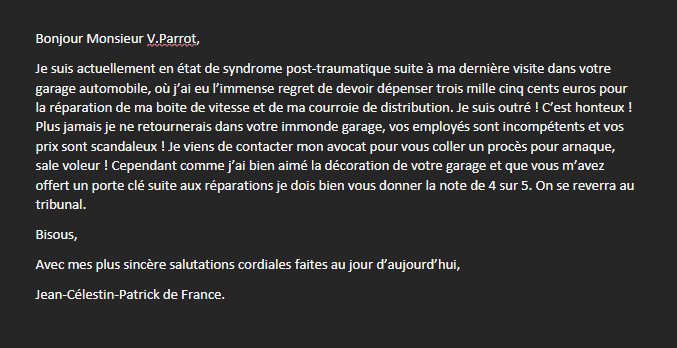 Bonjour Monsieur V.Parrot,
Je suis actuellement en état de syndrome post-traumatique suite à ma dernière visite dans votre
garage automobile, où j’ai eu l’immense regret de devoir dépenser trois mille cinq cents euros pour
la réparation de ma boite de vitesse et de ma courroie de distribution. Je suis outré ! C’est honteux !
Plus jamais je ne retournerais dans votre immonde garage, vos employés sont incompétents et vos
prix sont scandaleux ! Je viens de contacter mon avocat pour vous coller un procès pour arnaque,
sale voleur ! Cependant comme j’ai bien aimé la décoration de votre garage et que vous m’avez
offert un porte clé suite aux réparations je dois bien vous donner la note de 4 sur 5. On se reverra au
tribunal.
Bisous,
Avec mes plus sincère salutations cordiales faites au jour d’aujourd’hui,
Jean-Célestin-Patrick de France.